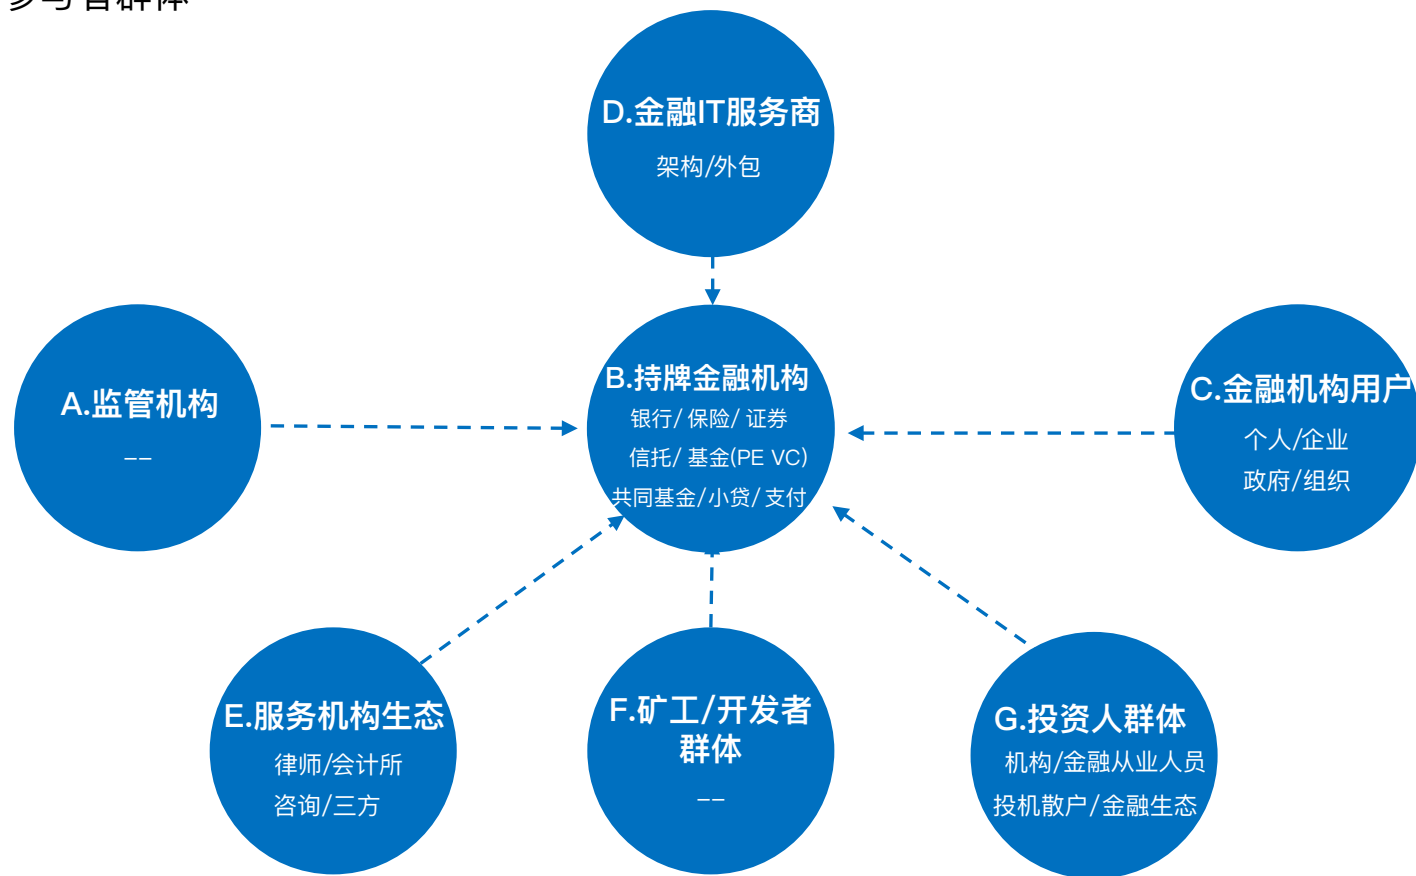 参与者群体
D.金融IT服务商
架构/外包
A.监管机构
––
B.持牌金融机构
银行/ 保险/ 证券
信托/ 基金(PE VC)
共同基金/小贷/ 支付
C.金融机构用户
个人/企业
政府/组织
E.服务机构生态
律师/会计所
咨询/三方
F.矿工/开发者
群体
––
G.投资人群体
机构/金融从业人员
投机散户/金融生态